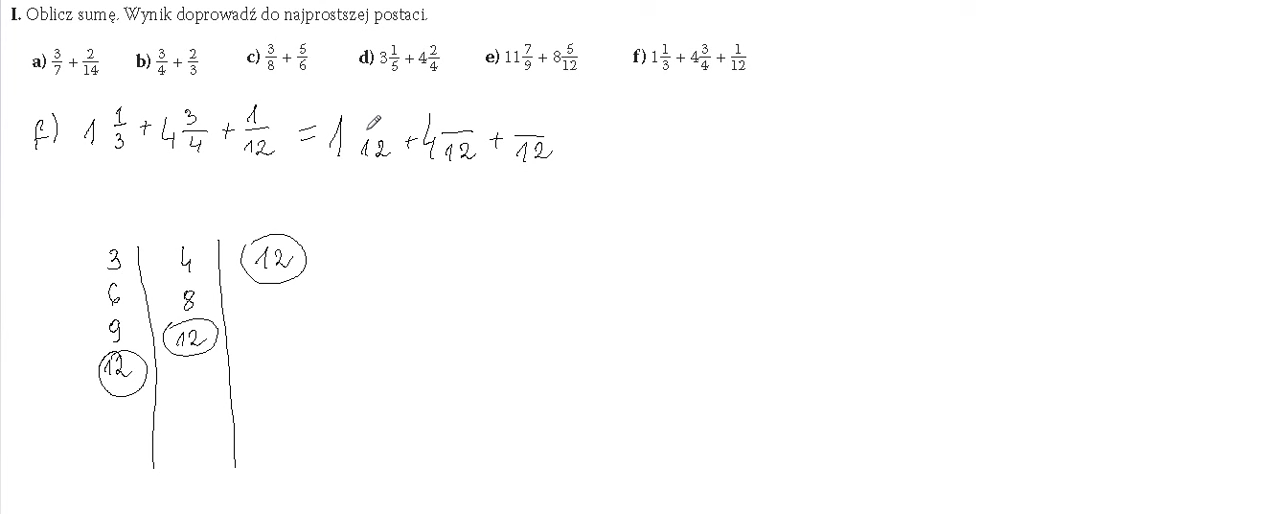 I. Oblicz sumę. Wynik doprowadź do najprostszej postaci.
a) 3/7 + 2/14 b) 3/4 + 2/3 c) 3/8 + 5/6 d) 3 1/5 + 4 2/4 e) 11 7/9 + 8 5/12 f) 1 1/3 + 4 3/4 + 1/12
f) 1 1/3 + 4 3/4 + 1/12 = 1 /12 + 4 /12 + /12
3 4 12
6 8
9 12
12